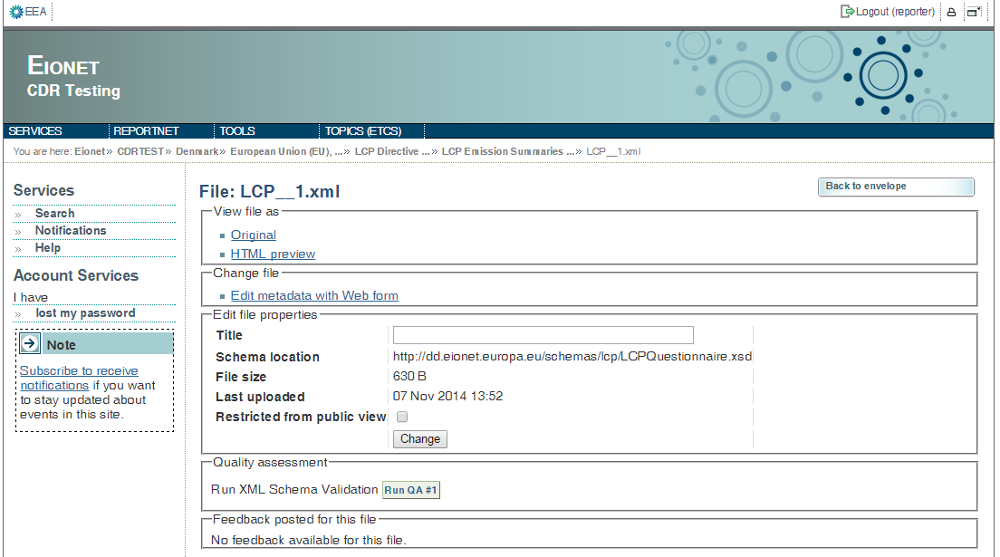 EEA
Logout (reporter)
EIONET
CDR Testing
SERVICES REPORTNET TOOLS TOPICS (ETCS)
You are here: Eionet» CDRTEST» Denmark» European Union (EU), ...» LCP Directive ...» LCP Emission Summaries ...» LCP__1.xml
Services
» Search
» Notifications
» Help
Account Services
I have
» lost my password
Note
Subscribe to receive
notifications if you want
to stay updated about
events in this site.
File: LCP__1.xml
Back to envelope
View file as
Original
HTML preview
Change file
Edit metadata with Web form
Edit file properties
Title
Schema location http://dd.eionet.europa.eu/schemas/lcp/LCPQuestionnaire.xsd
File size 630 B
Last uploaded 07 Nov 2014 13:52
Restricted from public view
Change
Quality assessment
Run XML Schema Validation Run QA #1
Feedback posted for this file
No feedback available for this file.